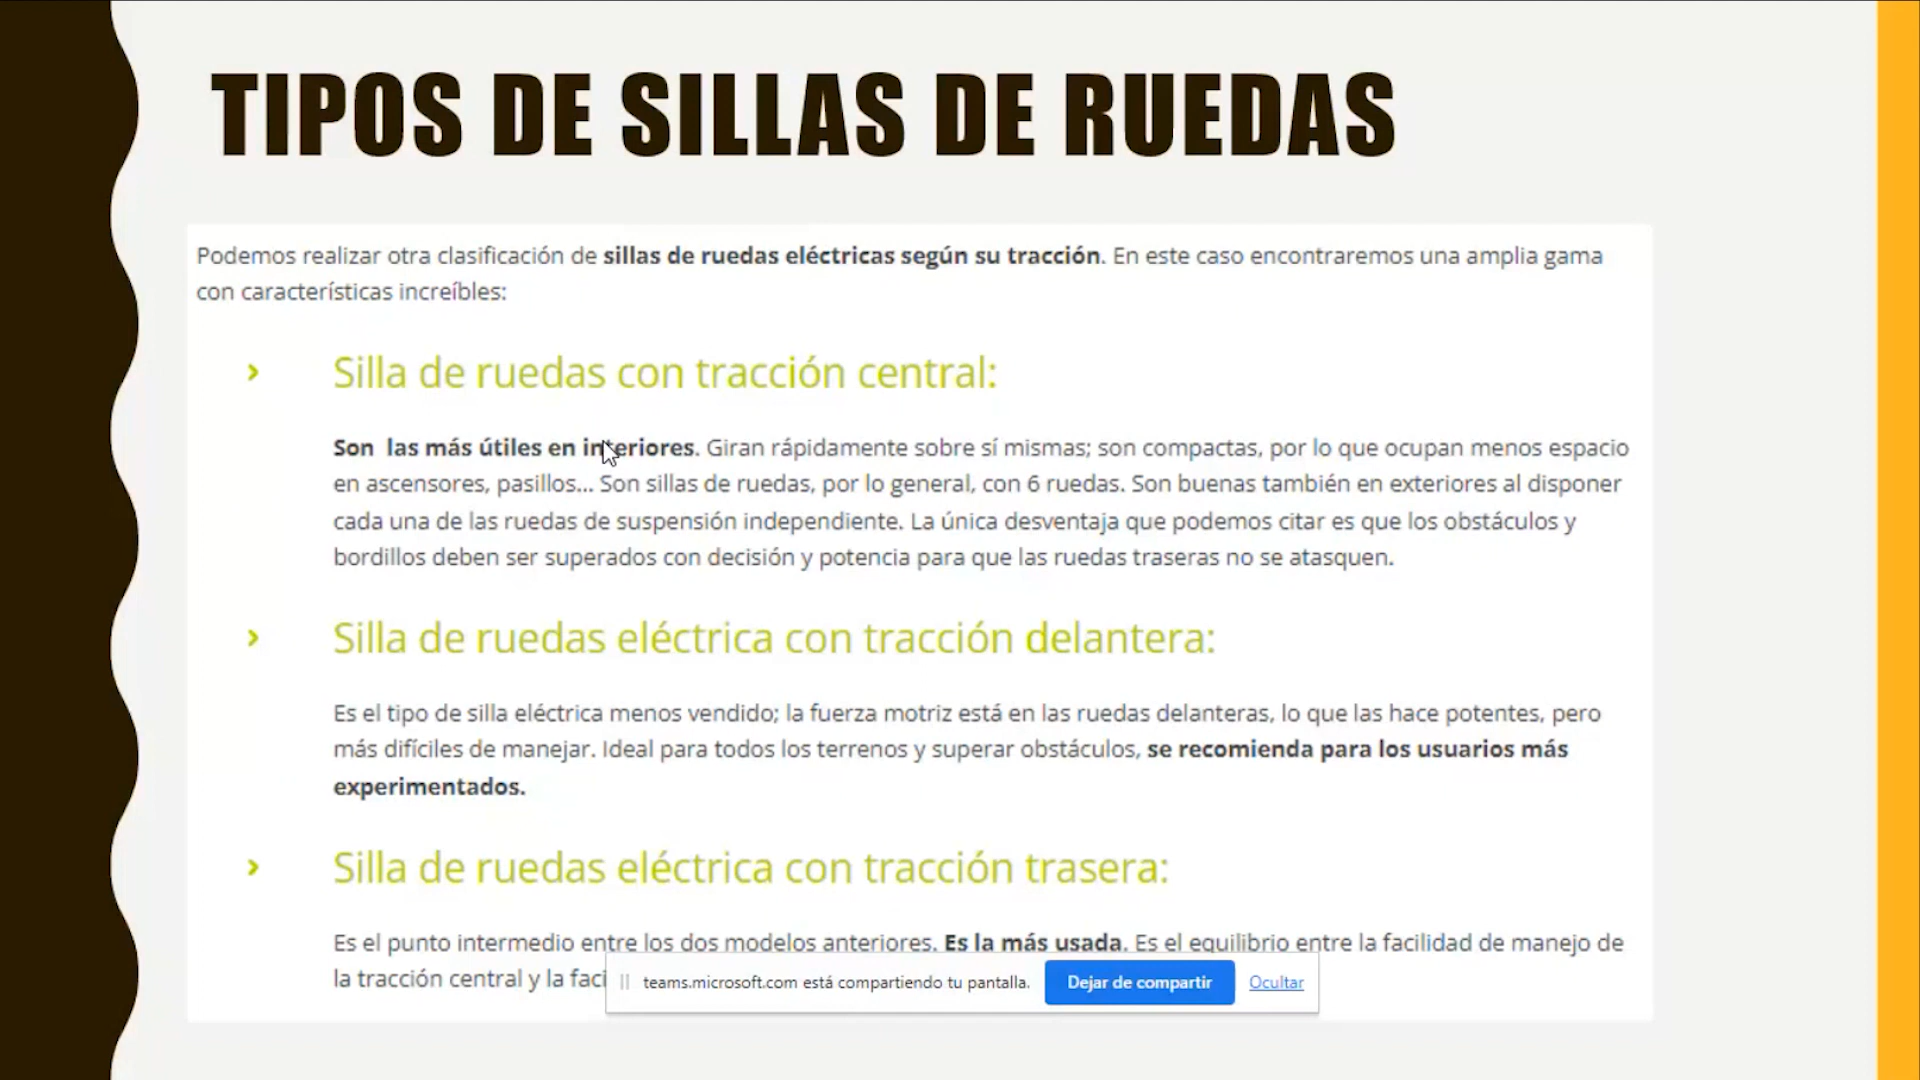 TIPOS DE SILLAS DE RUEDAS
Podemos realizar otra clasificación de sillas de ruedas eléctricas según su tracción. En este caso encontraremos una amplia gama
con características increíbles:
Silla de ruedas con tracción central:
Son las más útiles en interiores. Giran rápidamente sobre sí mismas; son compactas, por lo que ocupan menos espacio
en ascensores, pasillos... Son sillas de ruedas, por lo general, con 6 ruedas. Son buenas también en exteriores al disponer
cada una de las ruedas de suspensión independiente. La única desventaja que podemos citar es que los obstáculos y
bordillos deben ser superados con decisión y potencia para que las ruedas traseras no se atasquen.
Silla de ruedas eléctrica con tracción delantera:
Es el tipo de silla eléctrica menos vendido; la fuerza motriz está en las ruedas delanteras, lo que las hace potentes, pero
más difíciles de manejar. Ideal para todos los terrenos y superar obstáculos, se recomienda para los usuarios más
experimentados.
Silla de ruedas eléctrica con tracción trasera:
Es el punto intermedio entre los dos modelos anteriores. Es la más usada. Es el equilibrio entre la facilidad de manejo de
la tracción central y la faci
teams.microsoft.com está compartiendo tu pantalla.
Dejar de compartir
Ocultar